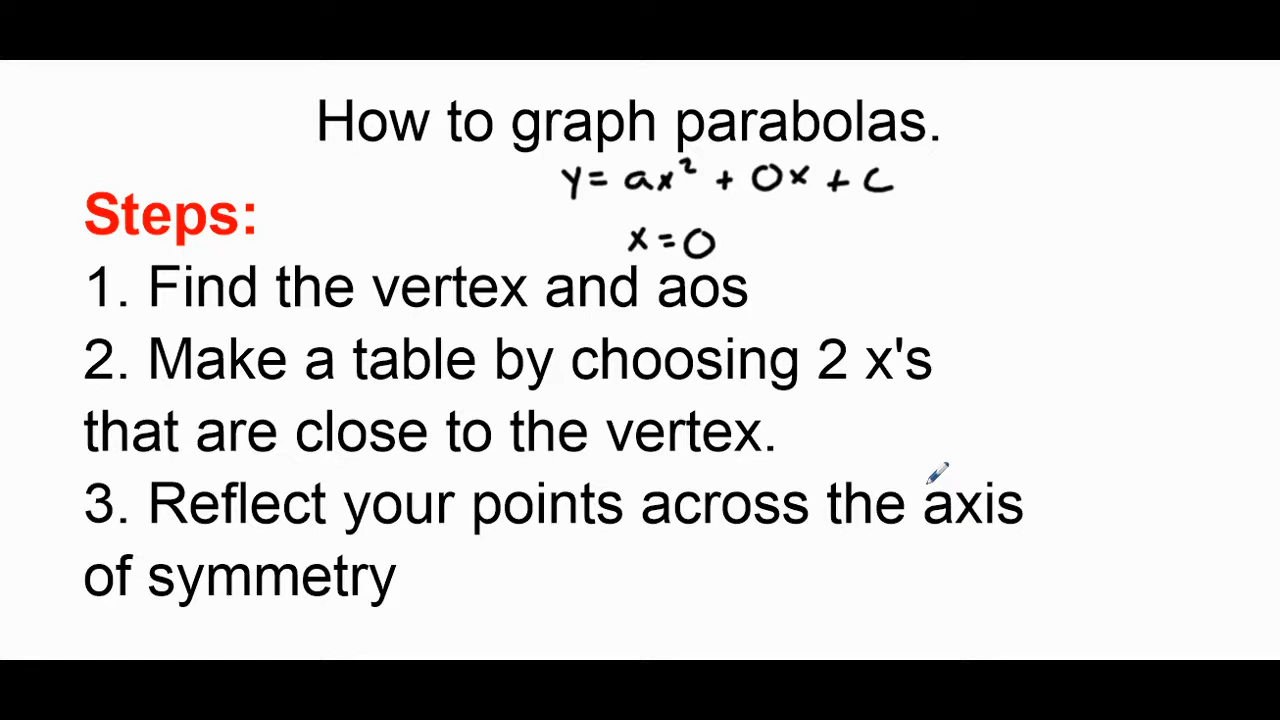 How to graph parabolas.
y = ax² + 0x + c
Steps:
x = 0
1. Find the vertex and aos
2. Make a table by choosing 2 x's
that are close to the vertex.
3. Reflect your points across the axis
of symmetry